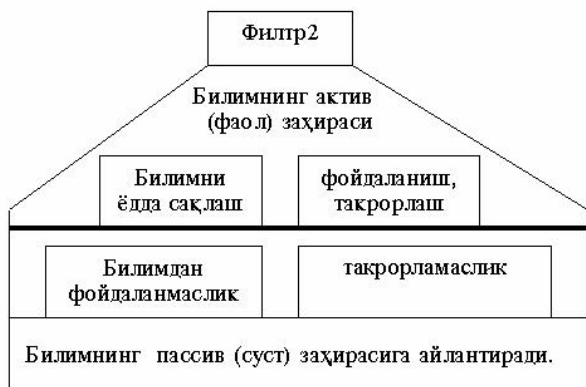 Филтр2
Билимнинг актив
(фаол) заҳираси
Билимни
ёдда сақлаш
фойдаланиш,
такрорлаш
Билимдан
фойдаланмаслик
такрорламаслик
Билимнинг пассив (суст) заҳирасига айлантиради.